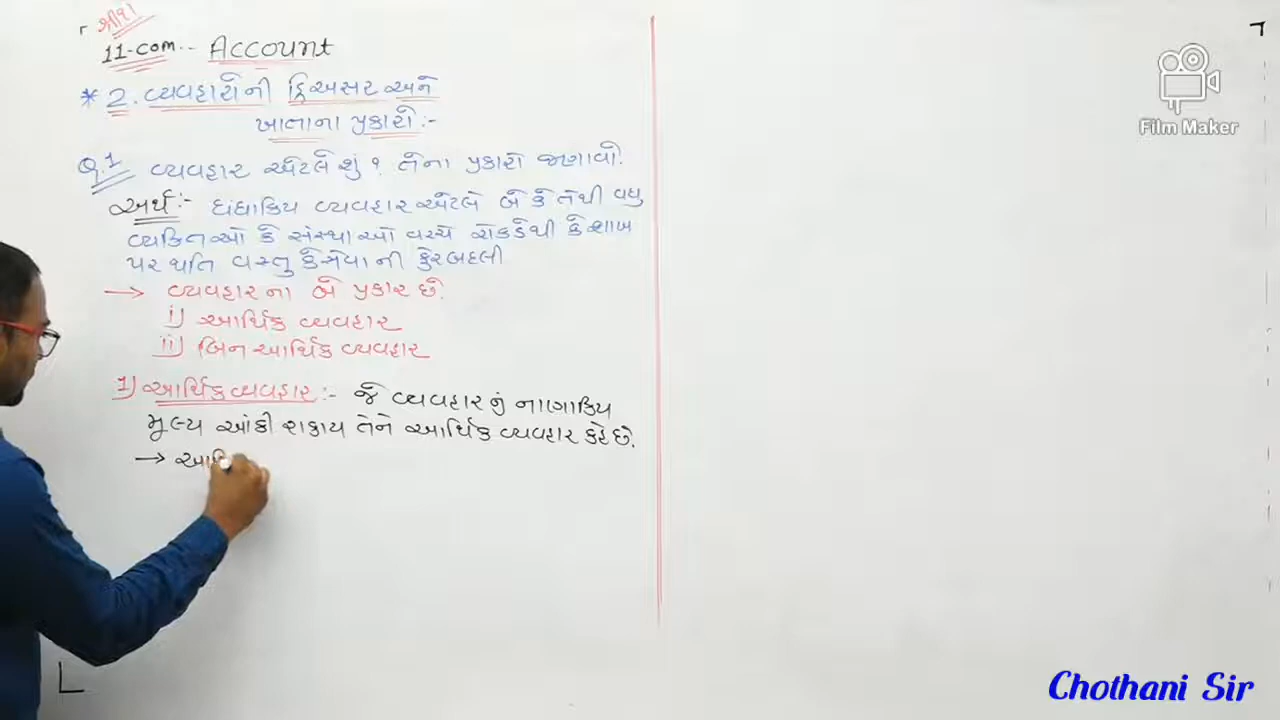 શ્રી૧ા
11-com.. Account
* 2. વ્યવહારોની દ્વિઅસર અને
ખાતાના પ્રકારો :-
Q.1 વ્યવહાર એટલે શું ? તેના પ્રકારો જણાવો.
અર્થ :- ધંધાકિય વ્યવહાર એટલે બે કે તેથી વધુ
વ્યકિતઓ કે સંસ્થાઓ વચ્ચે રોકડેથી કે શાખ
પર થતિ વસ્તુ કે સેવાની ફેરબદલી
→ વ્યવહારના બે પ્રકાર છે.
i) આર્થિક વ્યવહાર
ii) બિન આર્થિક વ્યવહાર
1) આર્થિક વ્યવહાર :- જે વ્યવહારનું નાણાકિય
મૂલ્ય આંકી શકાય તેને આર્થિક વ્યવહાર કહે છે.
→
Film Maker
Chothani Sir